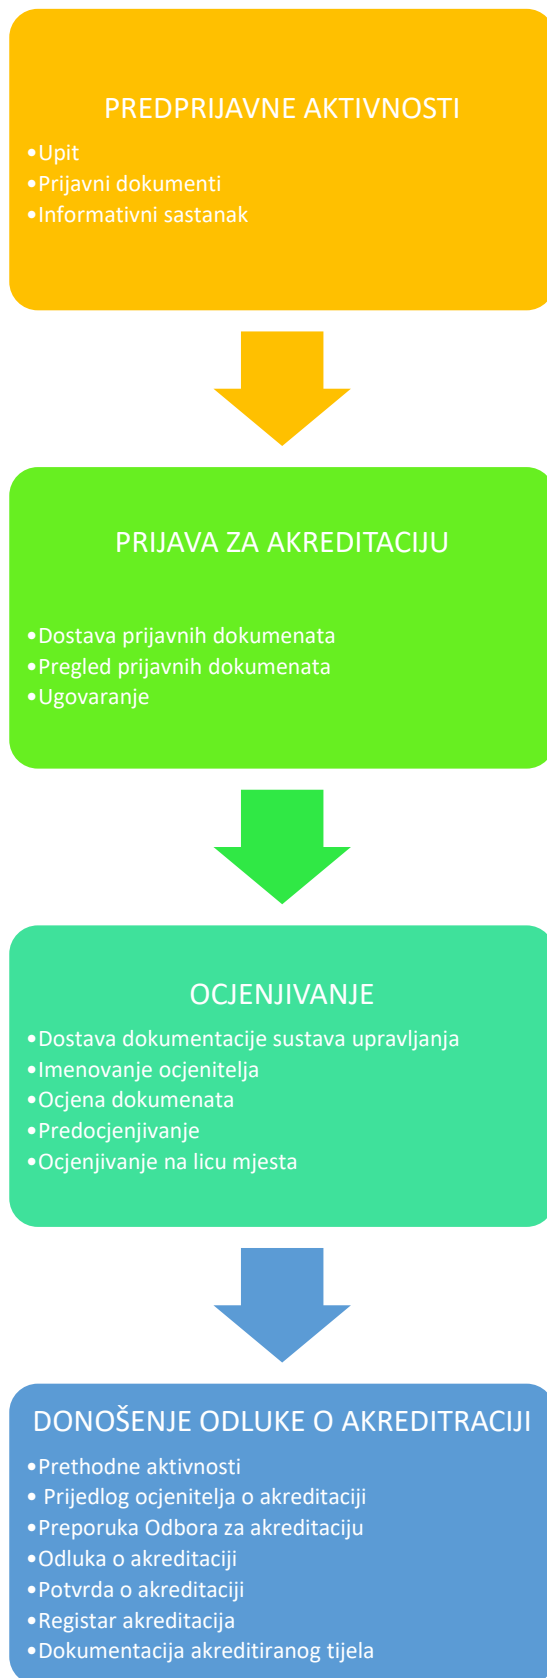 PREDPRIJAVNE AKTIVNOSTI
•Upit
•Prijavni dokumenti
•Informativni sastanak
PRIJAVA ZA AKREDITACIJU
•Dostava prijavnih dokumenata
•Pregled prijavnih dokumenata
•Ugovaranje
OCJENJIVANJE
•Dostava dokumentacije sustava upravljanja
•Imenovanje ocjenitelja
•Ocjena dokumenata
•Predocjenjivanje
•Ocjenjivanje na licu mjesta
DONOŠENJE ODLUKE O AKREDITRACIJI
•Prethodne aktivnosti
• Prijedlog ocjenitelja o akreditaciji
•Preporuka Odbora za akreditaciju
•Odluka o akreditaciji
•Potvrda o akreditaciji
•Registar akreditacija
•Dokumentacija akreditiranog tijela